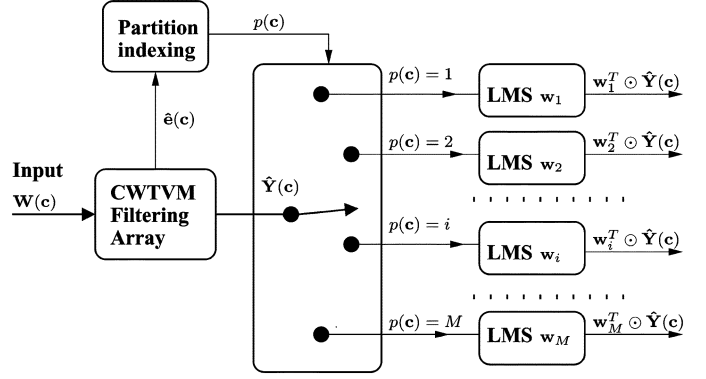 Partition
indexing
p(c)
ê(c)
Input
W(c)
CWTVM
Filtering
Array
Ŷ(c)
p(c) = 1
LMS w₁
w₁ᵀ ⊙ Ŷ(c)
p(c) = 2
LMS w₂
w₂ᵀ ⊙ Ŷ(c)
p(c) = i
LMS wᵢ
wᵢᵀ ⊙ Ŷ(c)
p(c) = M
LMS w_M
w_Mᵀ ⊙ Ŷ(c)